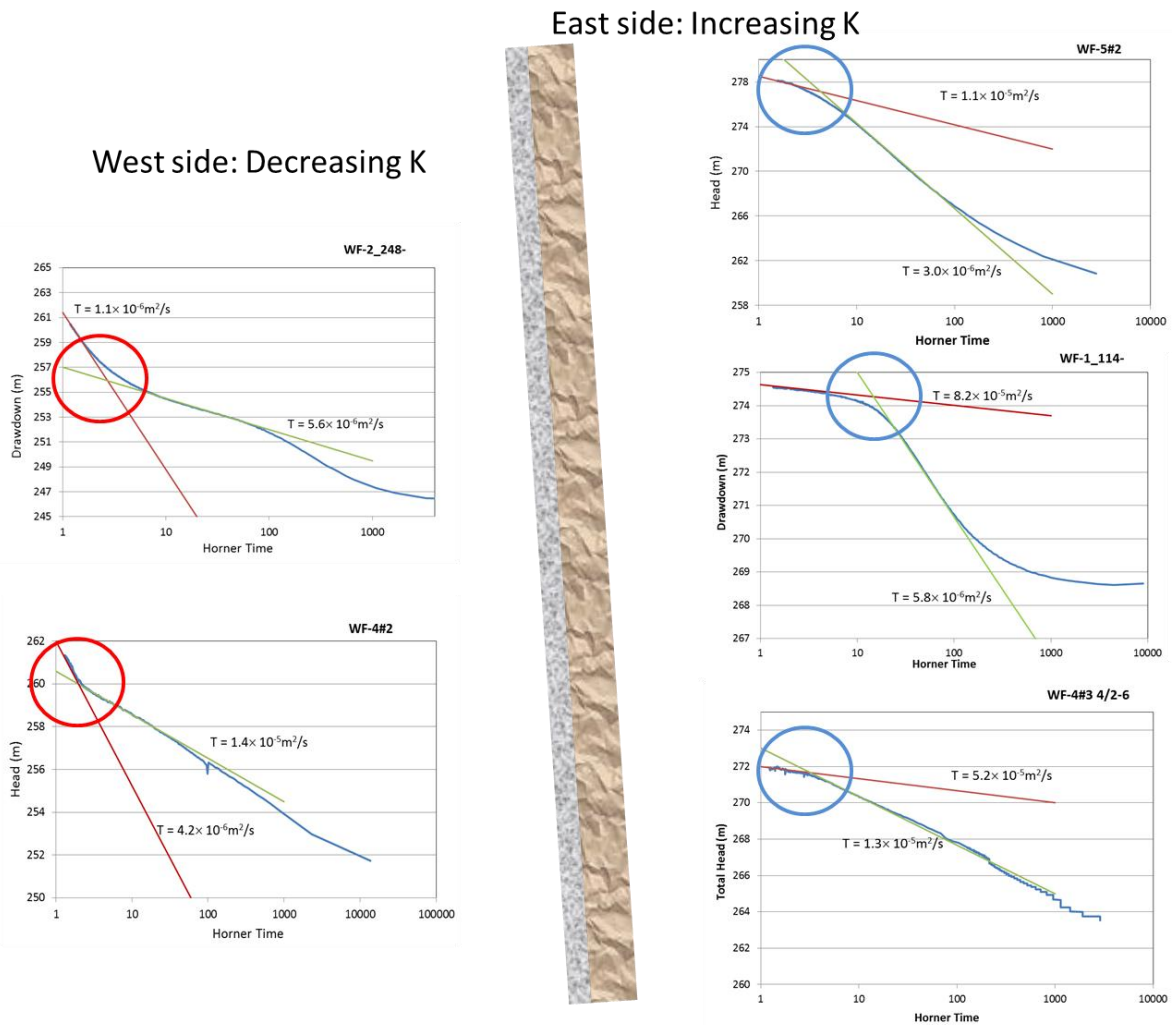 East side: Increasing K
West side: Decreasing K
WF-2_248-
265
263
261
259
257
255
253
251
249
247
245
Drawdown (m)
T = 1.1× 10-6m2/s
T = 5.6× 10-6m2/s
1 10 100 1000
Horner Time
WF-4#2
262
260
258
256
254
252
250
Head (m)
T = 1.4× 10-5m2/s
T = 4.2× 10-6m2/s
1 10 100 1000 10000 100000
Horner Time
WF-5#2
278
274
270
266
262
258
Head (m)
T = 1.1× 10-5m2/s
T = 3.0× 10-6m2/s
1 10 100 1000 10000
Horner Time
WF-1_114-
275
274
273
272
271
270
269
268
267
Drawdown (m)
T = 8.2× 10-5m2/s
T = 5.8× 10-6m2/s
1 10 100 1000 10000
Horner Time
WF-4#3 4/2-6
274
272
270
268
266
264
262
260
Total Head (m)
T = 5.2× 10-5m2/s
T = 1.3× 10-5m2/s
1 10 100 1000 10000
Horner Time